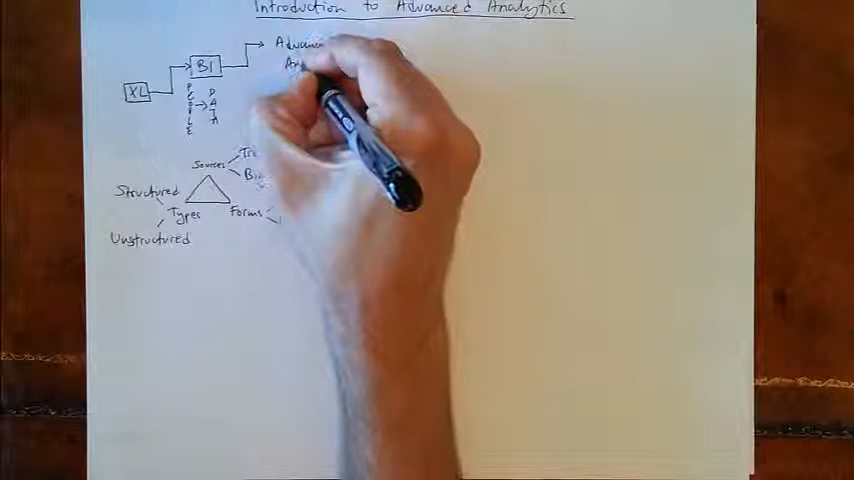 Introduction to Advanced Analytics
XL
BI
PEOPLE
DATA
Sources
Structured
Types
Forms
Unstructured